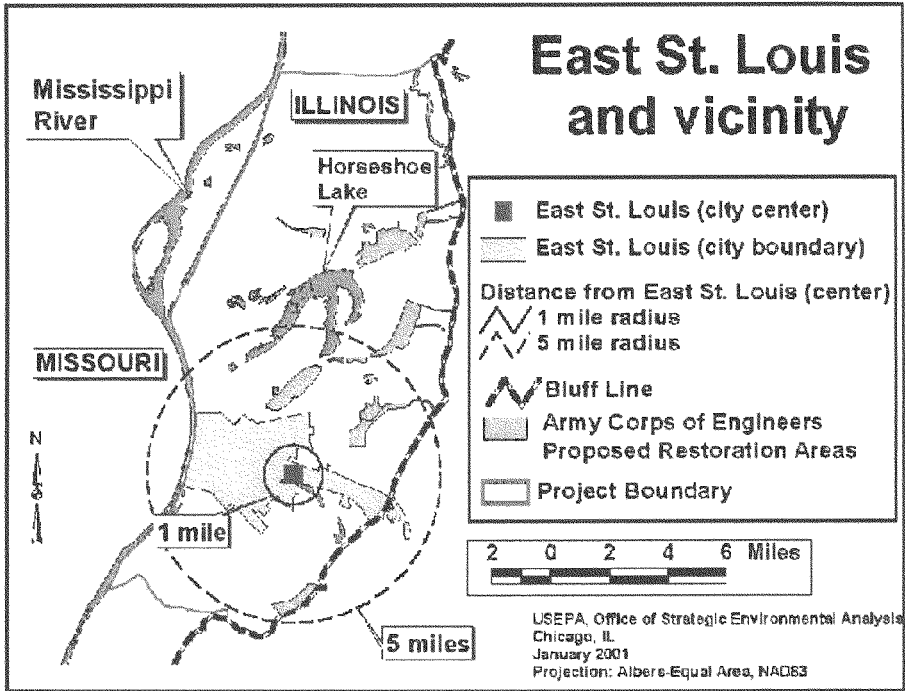 East St. Louis
and vicinity
Mississippi
River
ILLINOIS
Horseshoe
Lake
MISSOURI
N
1 mile
5 miles
East St. Louis (city center)
East St. Louis (city boundary)
Distance from East St. Louis (center)
1 mile radius
5 mile radius
Bluff Line
Army Corps of Engineers
Proposed Restoration Areas
Project Boundary
2 0 2 4 6 Miles
USEPA, Office of Strategic Environmental Analysis
Chicago, IL
January 2001
Projection: Albers-Equal Area, NAD83